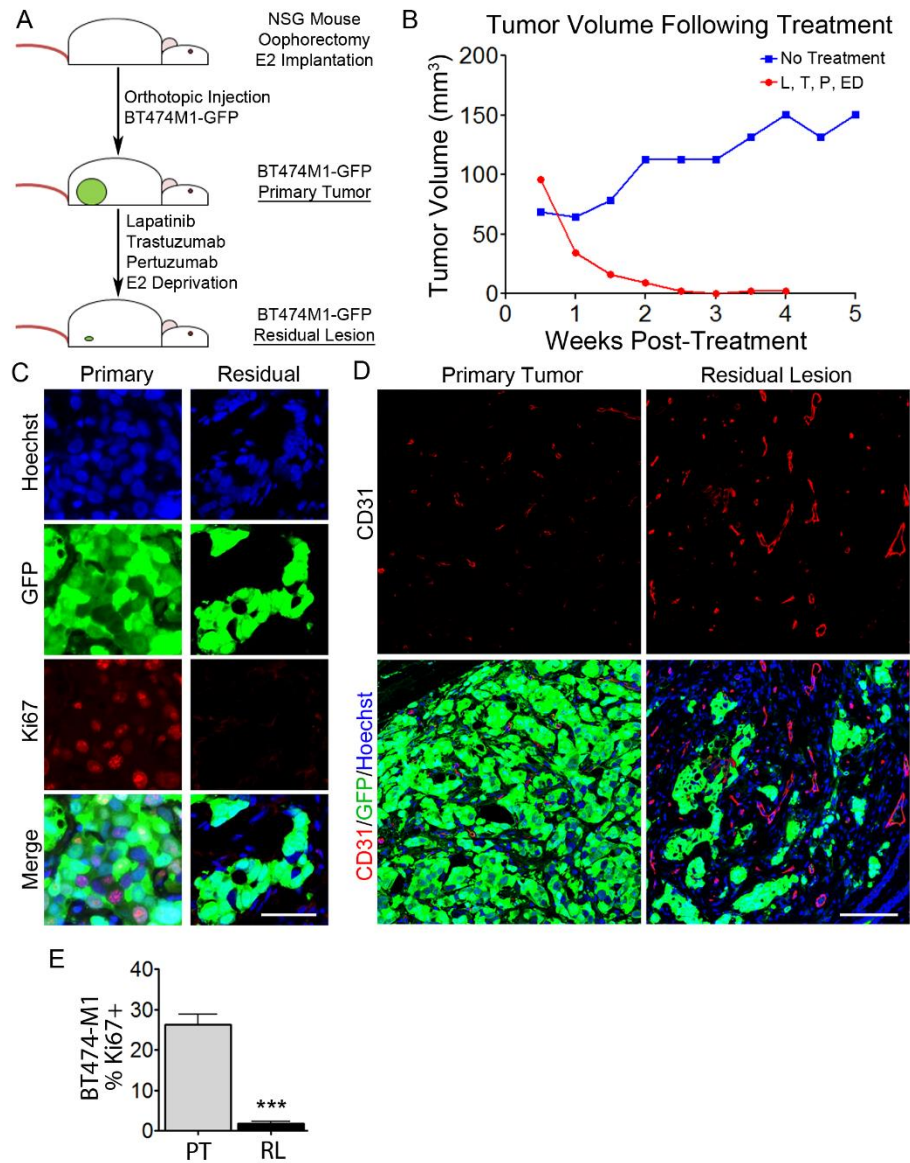 A
NSG Mouse
Oophorectomy
E2 Implantation
Orthotopic Injection
BT474M1-GFP
BT474M1-GFP
Primary Tumor
Lapatinib
Trastuzumab
Pertuzumab
E2 Deprivation
BT474M1-GFP
Residual Lesion
B
Tumor Volume Following Treatment
Tumor Volume (mm³)
200
150
100
50
0
No Treatment
L, T, P, ED
0 1 2 3 4 5
Weeks Post-Treatment
C
Primary Residual
Hoechst
GFP
Ki67
Merge
D
Primary Tumor Residual Lesion
CD31
CD31/GFP/Hoechst
E
BT474-M1
% Ki67+
40
30
20
10
0
***
PT RL